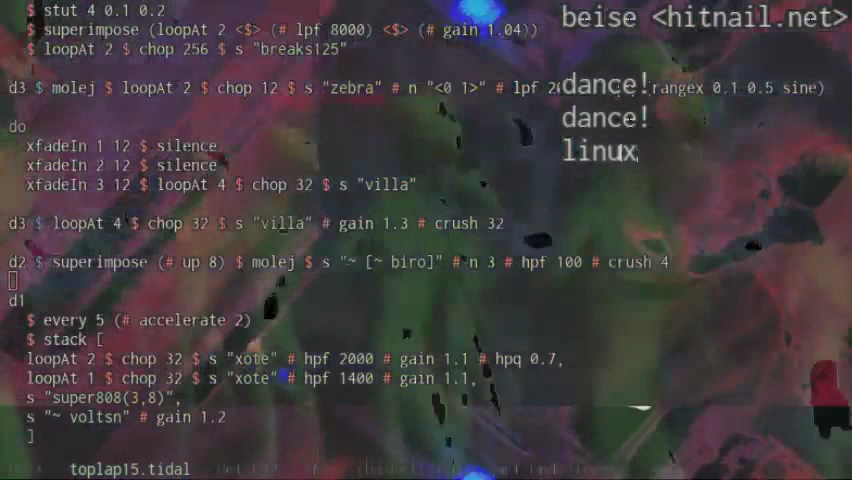 $ stut 4 0.1 0.2
$ superimpose (loopAt 2 <$> (# lpf 8000) <$> (# gain 1.04))
$ loopAt 2 $ chop 256 $ s "breaks125"
d3 $ molej $ loopAt 2 $ chop 12 $ s "zebra" # n "<0 1>" # lpf (rangex 0.1 0.5 sine)
do
xfadeIn 1 12 $ silence
xfadeIn 2 12 $ silence
xfadeIn 3 12 $ loopAt 4 $ chop 32 $ s "villa"
d3 $ loopAt 4 $ chop 32 $ s "villa" # gain 1.3 # crush 32
d2 $ superimpose (# up 8) $ molej $ s "~ [~ biro]" # n 3 # hpf 100 # crush 4
d1
$ every 5 (# accelerate 2)
$ stack [
loopAt 2 $ chop 32 $ s "xote" # hpf 2000 # gain 1.1 # hpq 0.7,
loopAt 1 $ chop 32 $ s "xote" # hpf 1400 # gain 1.1,
s "super808(3,8)",
s "~ voltsn" # gain 1.2
]
toplap15.tidal
beise <hitnail.net>
dance!
dance!
linux